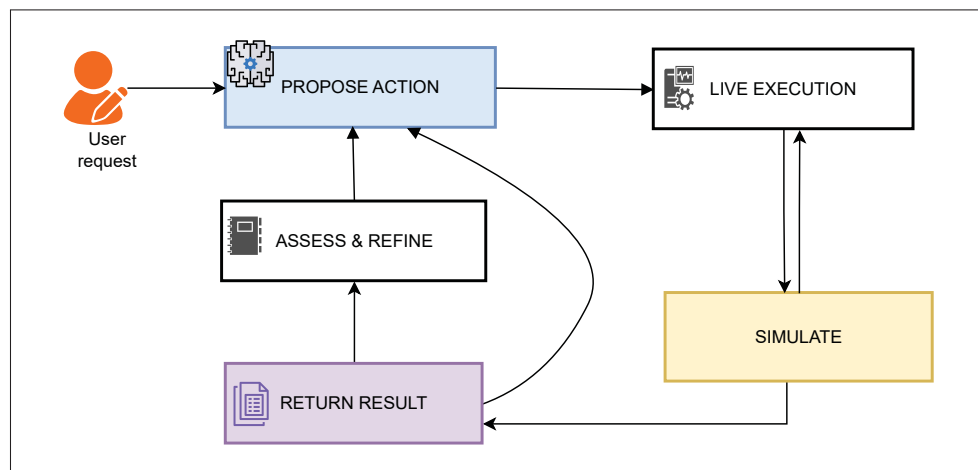 PROPOSE ACTION
LIVE EXECUTION
User
request
ASSESS & REFINE
SIMULATE
RETURN RESULT